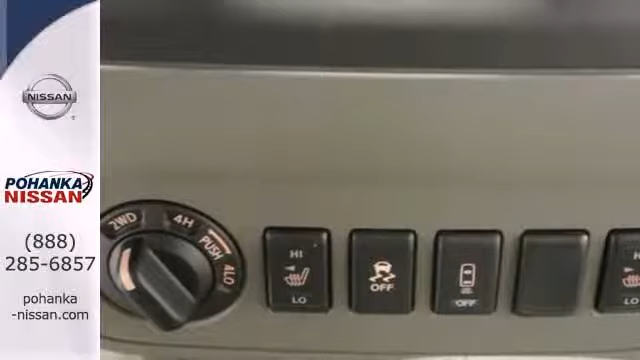 NISSAN
POHANKA
NISSAN
(888)
285-6857
pohanka
-nissan.com
2WD
4H
PUSH
4LO
HI
LO
OFF
OFF